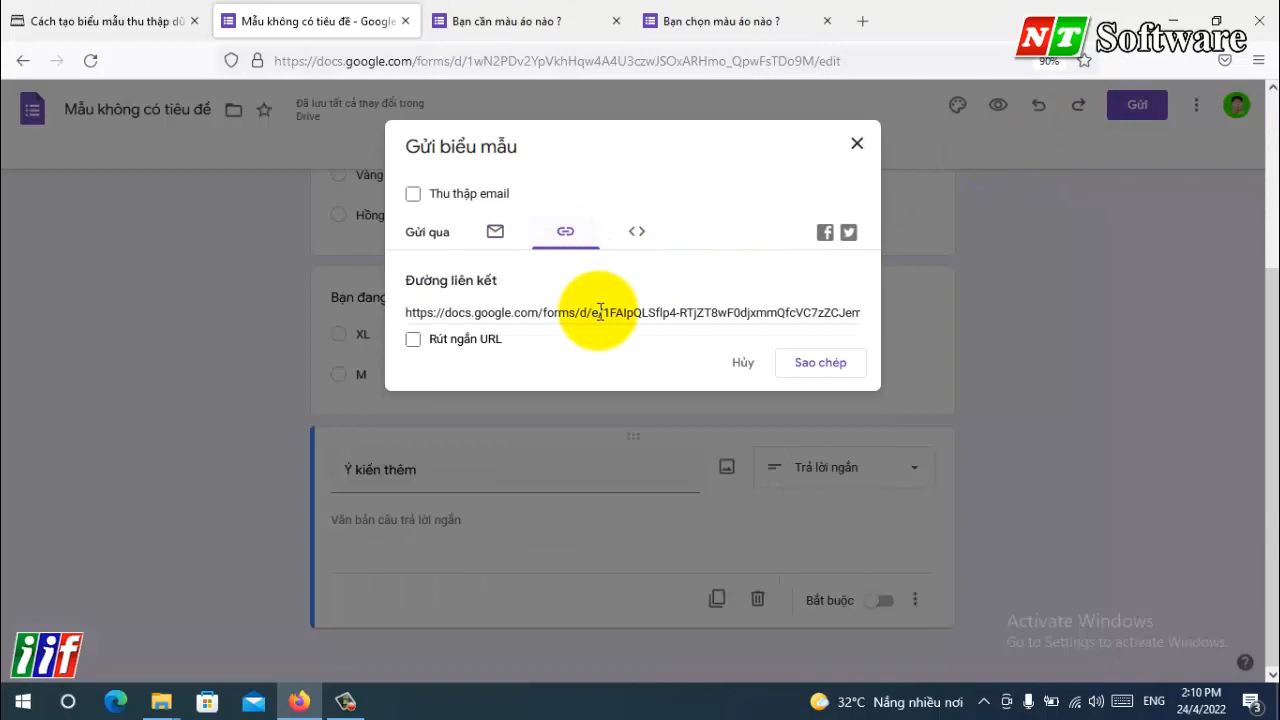 Cách tạo biểu mẫu thu thập dũ
Mẫu không có tiêu đề - Google
Bạn cần màu áo nào ?
Bạn chọn màu áo nào ?
NT Software
https://docs.google.com/forms/d/1wN2PDv2YpVkhHqw4A4U3czwJSOxARHmo_QpwFsTDo9M/edit
90%
Mẫu không có tiêu đề
Đã lưu tất cả thay đổi trong
Drive
Gửi
Vàng
Hồng
Gửi biểu mẫu
Thu thập email
Gửi qua
Đường liên kết
https://docs.google.com/forms/d/e/1FAIpQLSflp4-RTjZT8wF0djxmmQfcVC7zZCJem
Rút ngắn URL
Hủy
Sao chép
Bạn đang
XL
M
Ý kiến thêm
Trả lời ngắn
Văn bản câu trả lời ngắn
Bắt buộc
Activate Windows
Go to Settings to activate Windows.
iif
32°C Nắng nhiều nơi
ENG
2:10 PM
24/4/2022
3